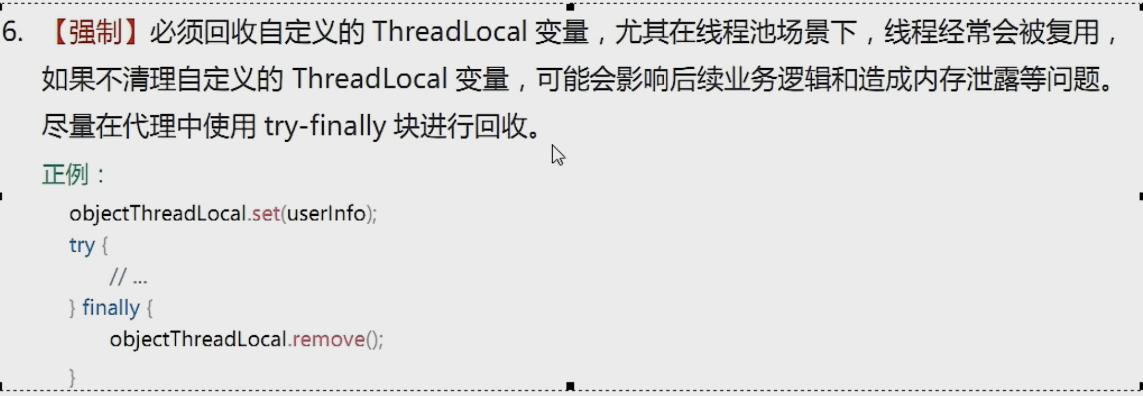 6. 【强制】必须回收自定义的 ThreadLocal 变量，尤其在线程池场景下，线程经常会被复用，
如果不清理自定义的 ThreadLocal 变量，可能会影响后续业务逻辑和造成内存泄露等问题。
尽量在代理中使用 try-finally 块进行回收。
正例：
objectThreadLocal.set(userInfo);
try {
// ...
} finally {
objectThreadLocal.remove();
}